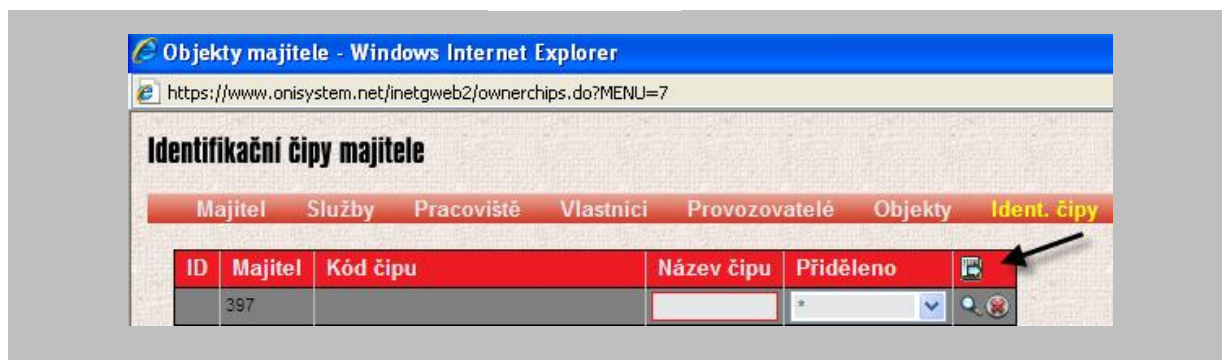 Objekty majitele - Windows Internet Explorer
https://www.onisystem.net/inetgweb2/ownerchips.do?MENU=7
Identifikační čipy majitele
Majitel Služby Pracoviště Vlastníci Provozovatelé Objekty Ident. čipy
ID Majitel Kód čipu Název čipu Přiděleno
397 *